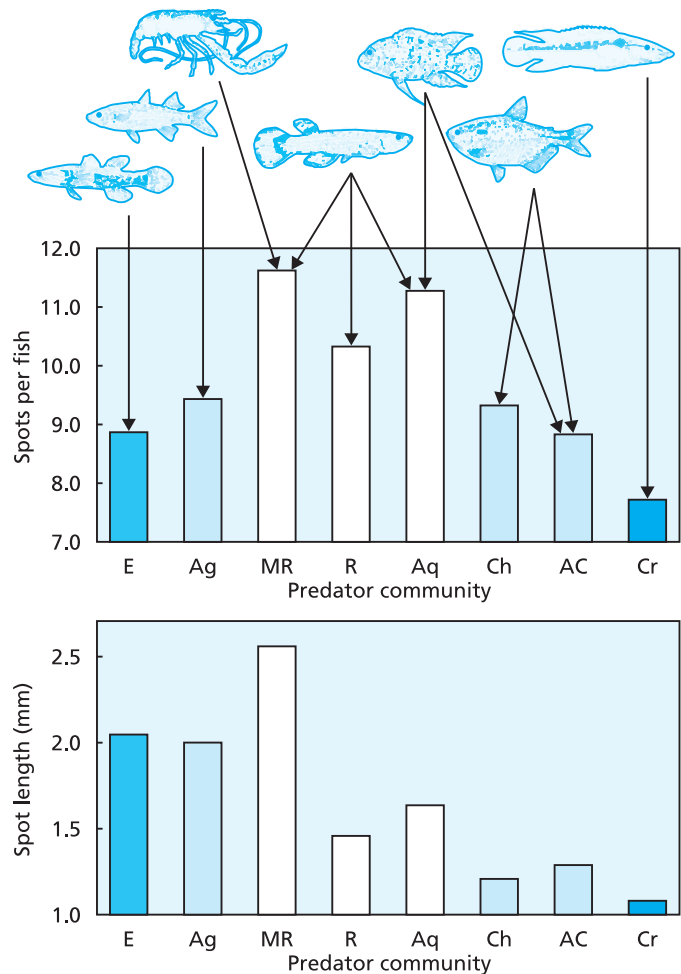 12.0
11.0
10.0
9.0
8.0
7.0
Spots per fish
E Ag MR R Aq Ch AC Cr
Predator community
2.5
2.0
1.5
1.0
Spot length (mm)
E Ag MR R Aq Ch AC Cr
Predator community